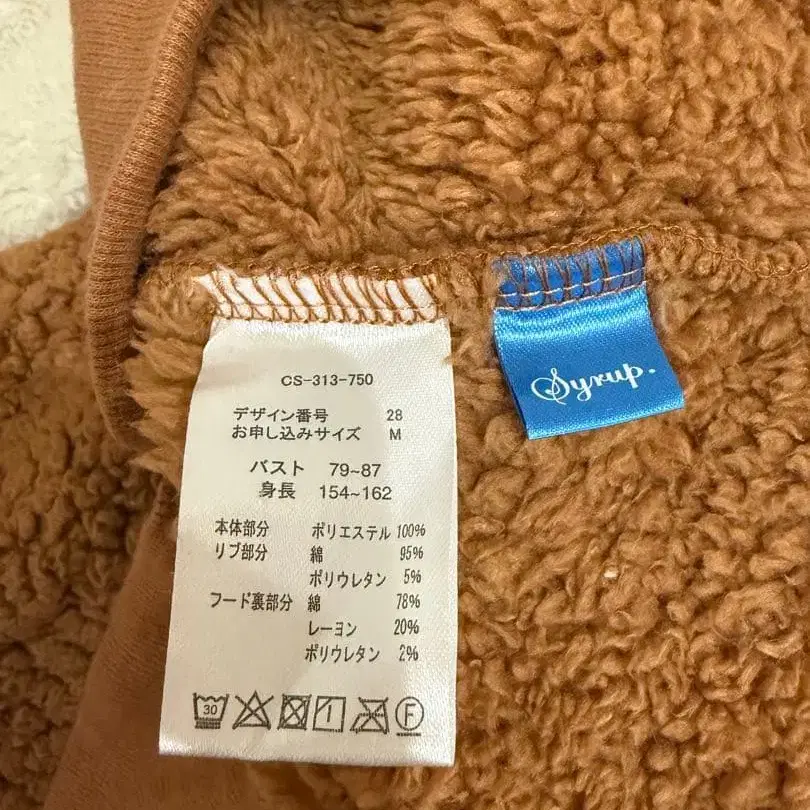 CS-313-750
デザイン番号 28
お申し込みサイズ M
バスト 79~87
身長 154~162
本体部分 ポリエステル 100%
リブ部分 綿 95%
ポリウレタン 5%
フード裏部分 綿 78%
レーヨン 20%
ポリウレタン 2%
30
F
Syrup.